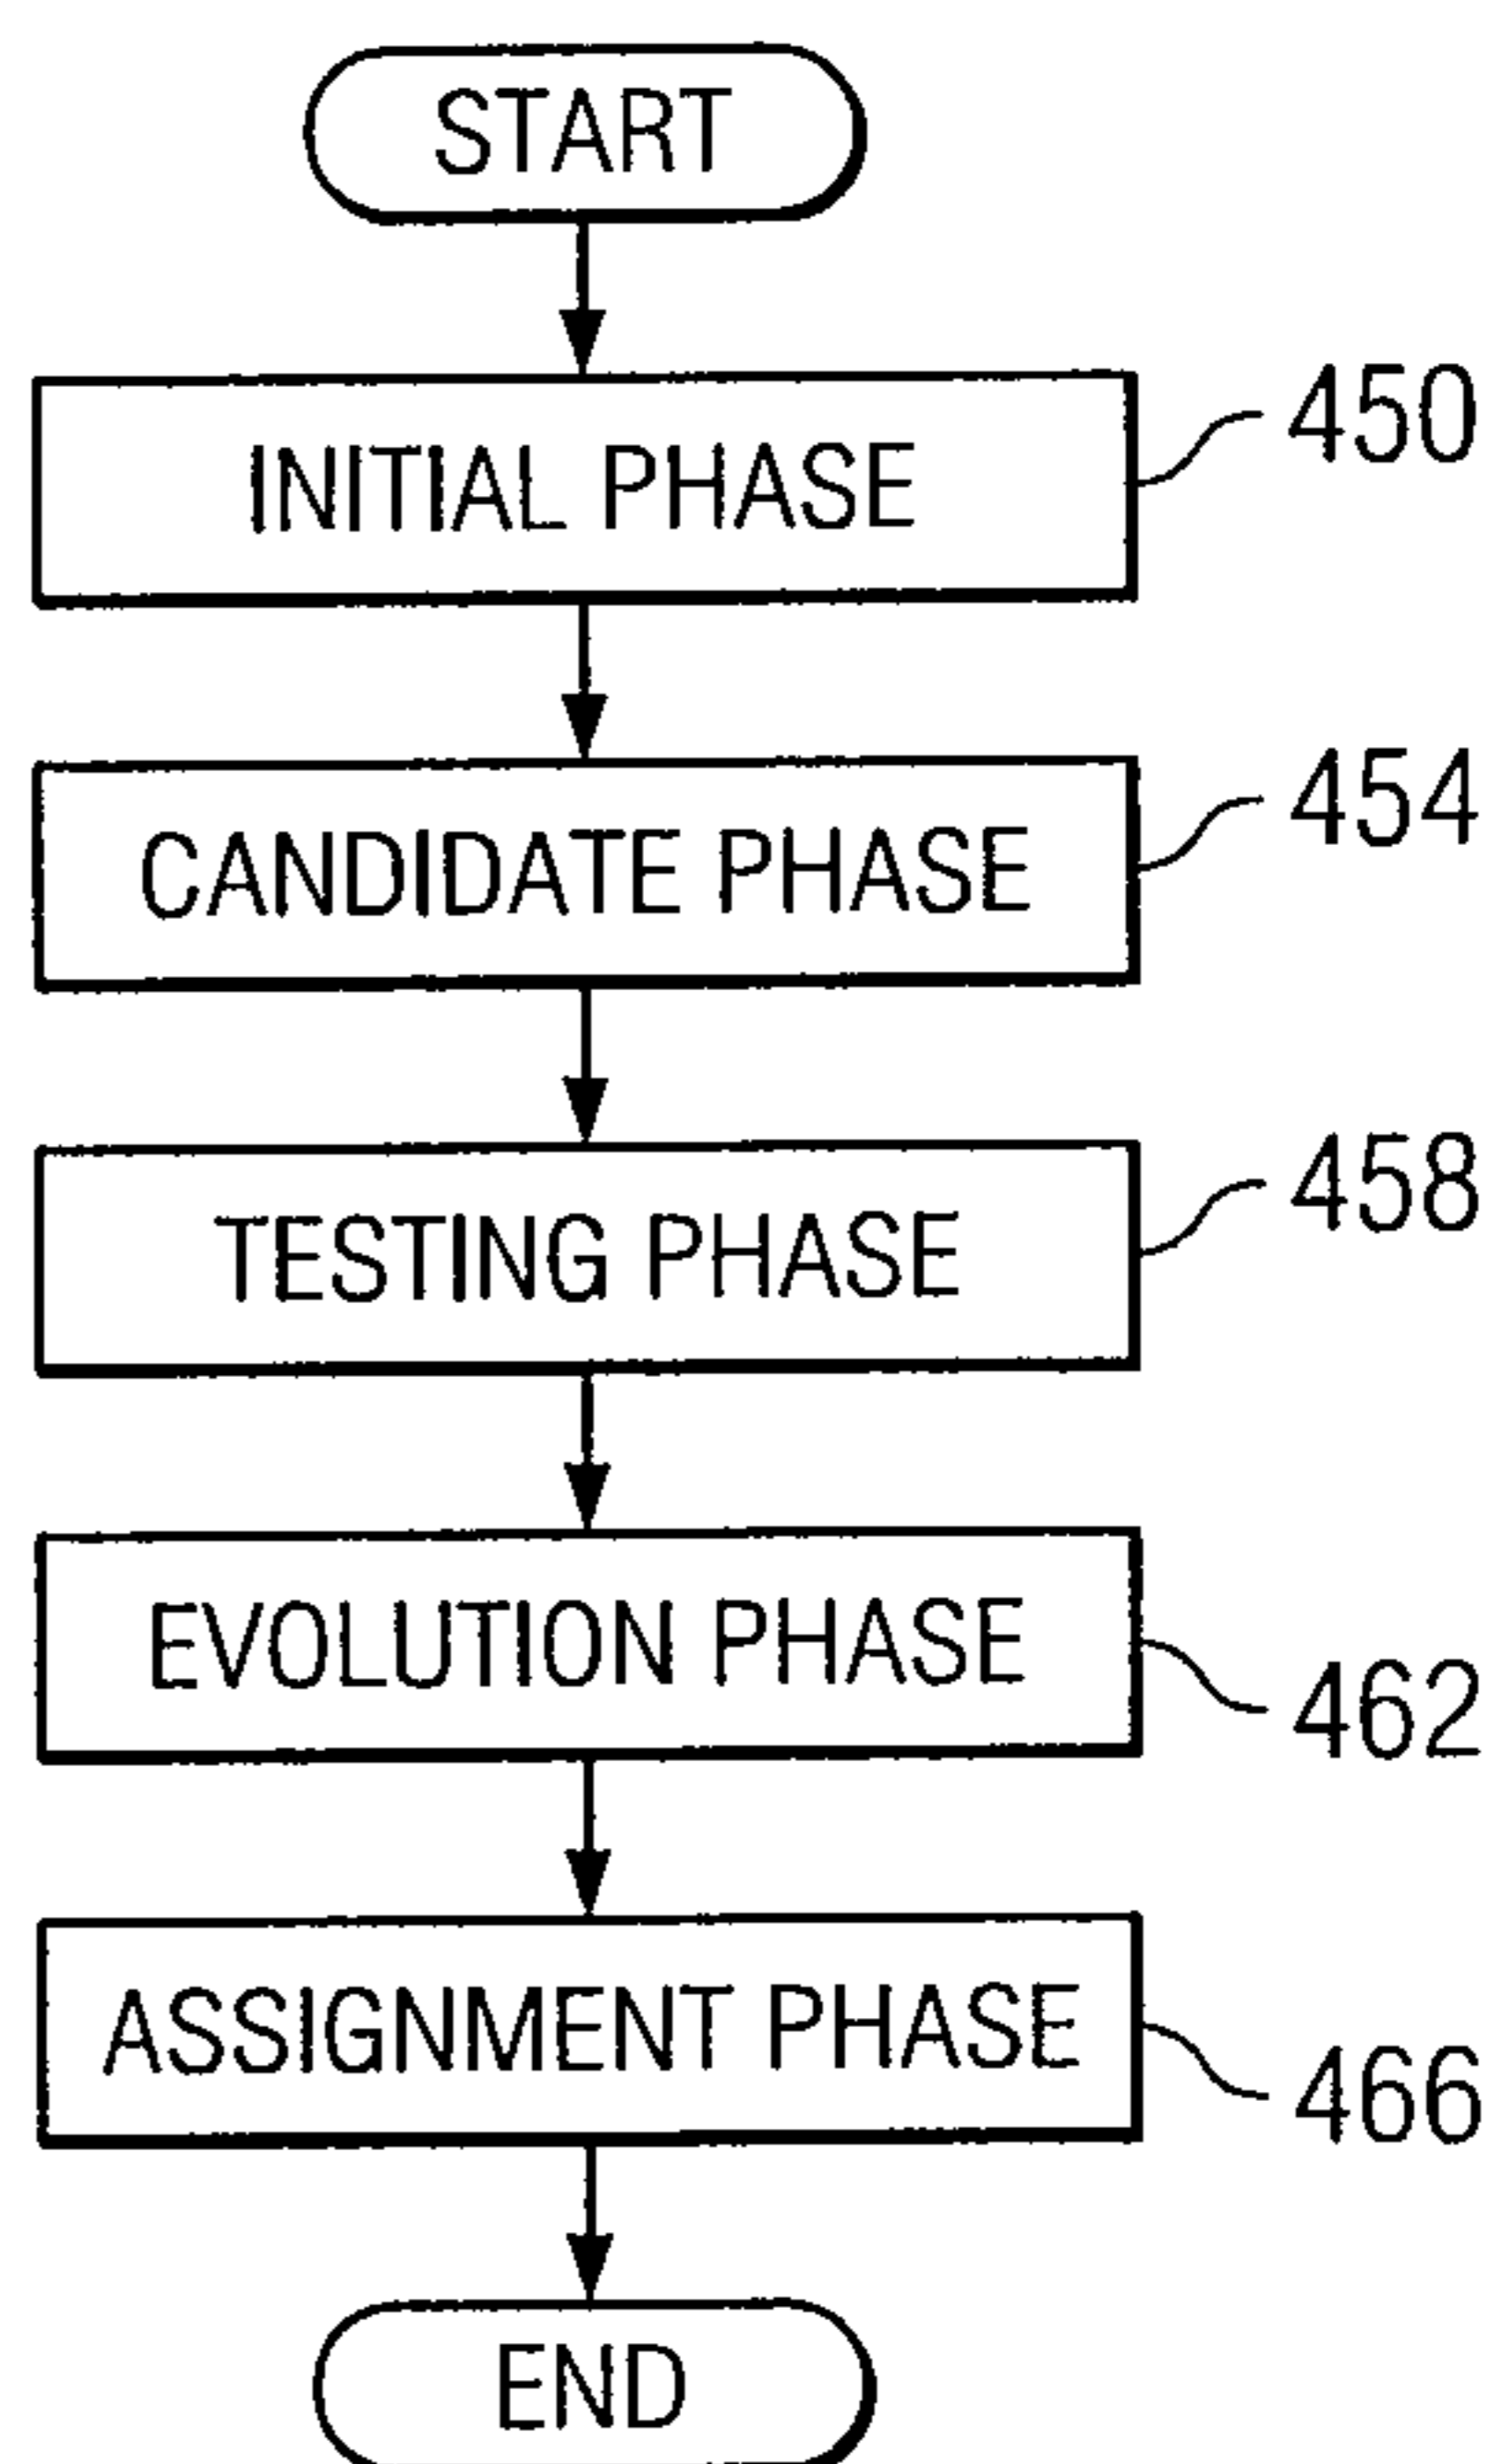 START
INITIAL PHASE
450
CANDIDATE PHASE
454
TESTING PHASE
458
EVOLUTION PHASE
462
ASSIGNMENT PHASE
466
END